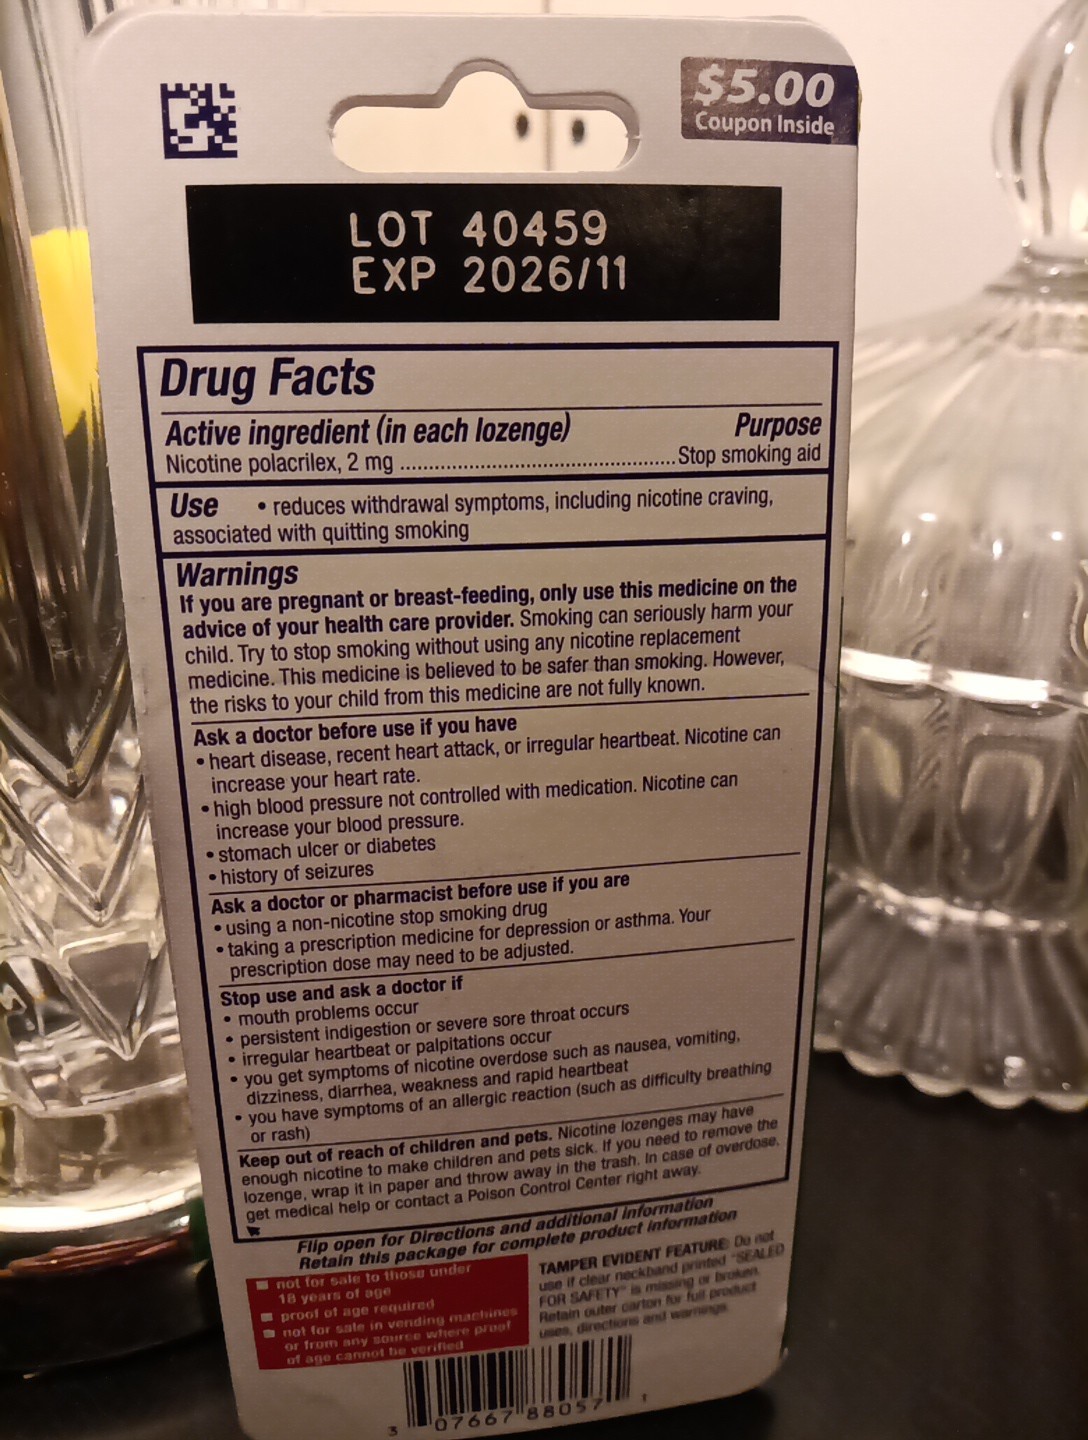 $5.00
Coupon Inside
LOT 40459
EXP 2026/11
Drug Facts
Active ingredient (in each lozenge) Purpose
Nicotine polacrilex, 2 mg ............................................................Stop smoking aid
Use • reduces withdrawal symptoms, including nicotine craving,
associated with quitting smoking
Warnings
If you are pregnant or breast-feeding, only use this medicine on the
advice of your health care provider. Smoking can seriously harm your
child. Try to stop smoking without using any nicotine replacement
medicine. This medicine is believed to be safer than smoking. However,
the risks to your child from this medicine are not fully known.
Ask a doctor before use if you have
• heart disease, recent heart attack, or irregular heartbeat. Nicotine can
increase your heart rate.
• high blood pressure not controlled with medication. Nicotine can
increase your blood pressure.
• stomach ulcer or diabetes
• history of seizures
Ask a doctor or pharmacist before use if you are
• using a non-nicotine stop smoking drug
• taking a prescription medicine for depression or asthma. Your
prescription dose may need to be adjusted.
Stop use and ask a doctor if
• mouth problems occur
• persistent indigestion or severe sore throat occurs
• irregular heartbeat or palpitations occur
• you get symptoms of nicotine overdose such as nausea, vomiting,
dizziness, diarrhea, weakness and rapid heartbeat
• you have symptoms of an allergic reaction (such as difficulty breathing
or rash)
Keep out of reach of children and pets. Nicotine lozenges may have
enough nicotine to make children and pets sick. If you need to remove the
lozenge, wrap it in paper and throw away in the trash. In case of overdose,
get medical help or contact a Poison Control Center right away.
Flip open for Directions and additional information
Retain this package for complete product information
■ not for sale to those under
18 years of age
■ proof of age required
■ not for sale in vending machines
or from any source where proof
of age cannot be verified
TAMPER EVIDENT FEATURE: Do not
use if clear neckband printed "SEALED
FOR SAFETY" is missing or broken.
Retain outer carton for full product
uses, directions and warnings.
3 07667 88057 1